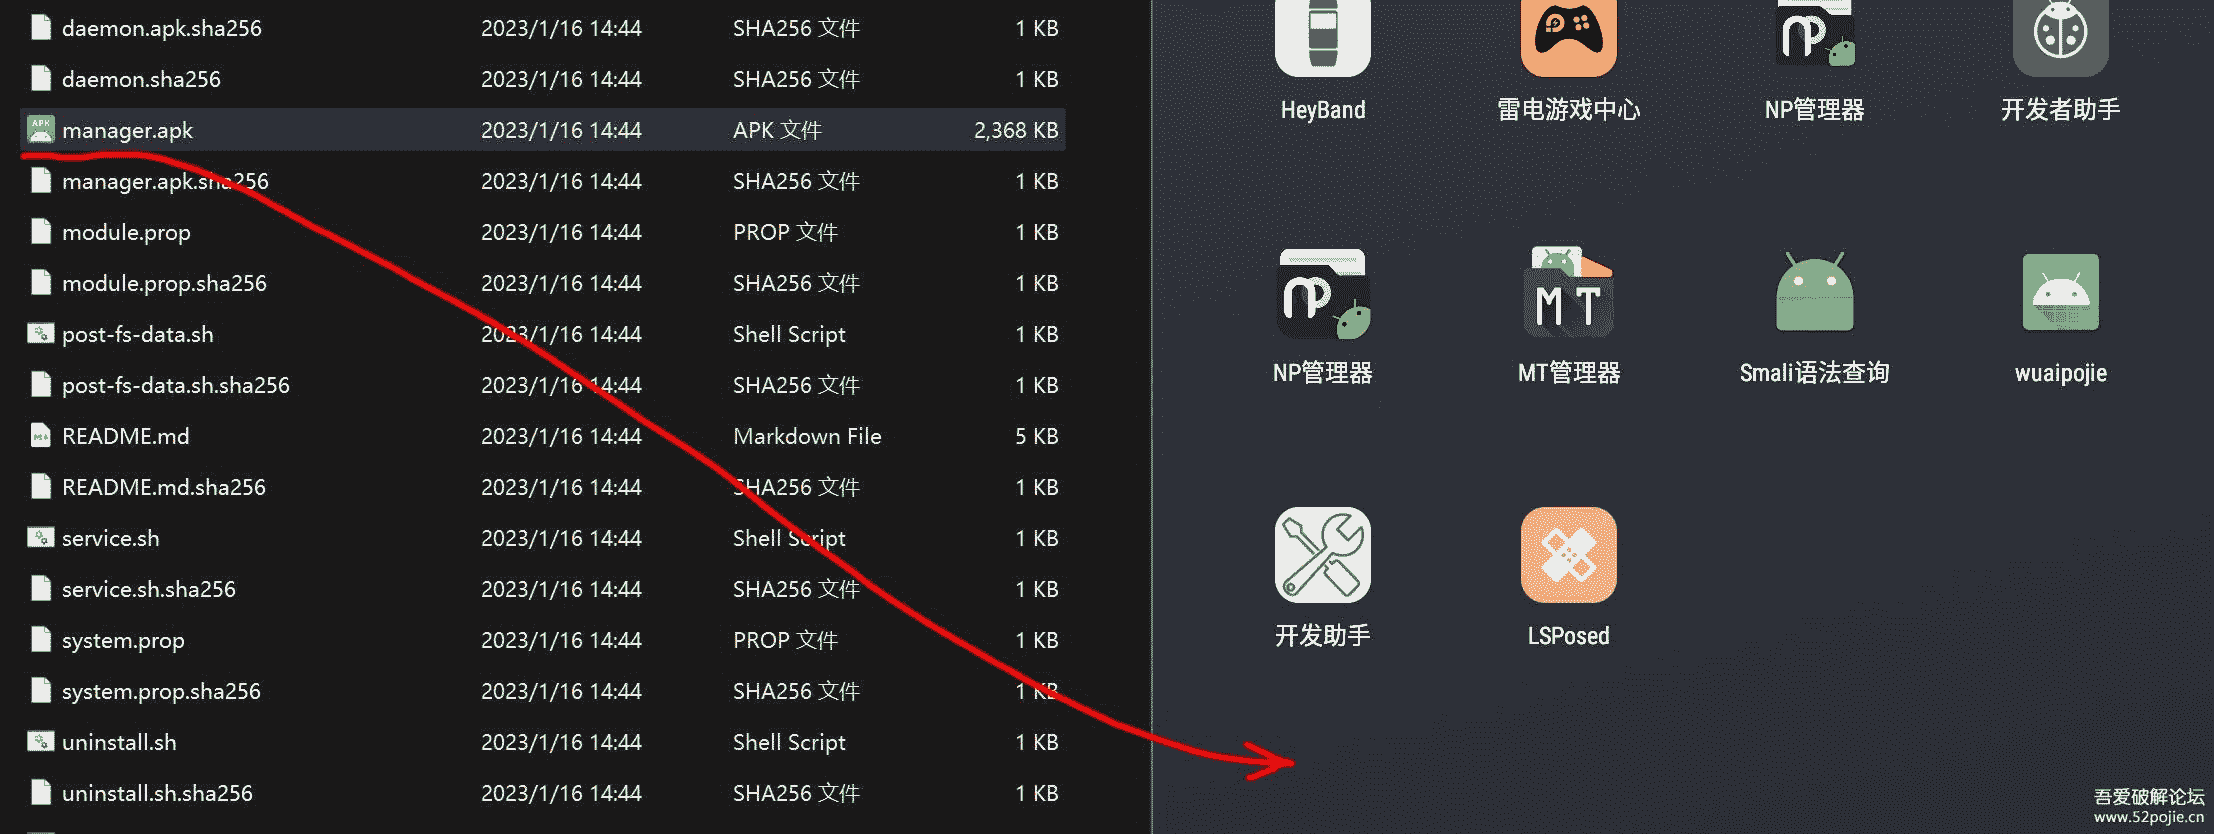 daemon.apk.sha256 2023/1/16 14:44 SHA256 文件 1 KB
daemon.sha256 2023/1/16 14:44 SHA256 文件 1 KB
manager.apk 2023/1/16 14:44 APK 文件 2,368 KB
manager.apk.sha256 2023/1/16 14:44 SHA256 文件 1 KB
module.prop 2023/1/16 14:44 PROP 文件 1 KB
module.prop.sha256 2023/1/16 14:44 SHA256 文件 1 KB
post-fs-data.sh 2023/1/16 14:44 Shell Script 1 KB
post-fs-data.sh.sha256 2023/1/16 14:44 SHA256 文件 1 KB
README.md 2023/1/16 14:44 Markdown File 5 KB
README.md.sha256 2023/1/16 14:44 SHA256 文件 1 KB
service.sh 2023/1/16 14:44 Shell Script 1 KB
service.sh.sha256 2023/1/16 14:44 SHA256 文件 1 KB
system.prop 2023/1/16 14:44 PROP 文件 1 KB
system.prop.sha256 2023/1/16 14:44 SHA256 文件 1 KB
uninstall.sh 2023/1/16 14:44 Shell Script 1 KB
uninstall.sh.sha256 2023/1/16 14:44 SHA256 文件 1 KB
HeyBand 雷电游戏中心 NP管理器 开发者助手
MT
NP管理器 MT管理器 Smali语法查询 wuaipojie
开发助手 LSPosed
吾爱破解论坛
www.52pojie.cn